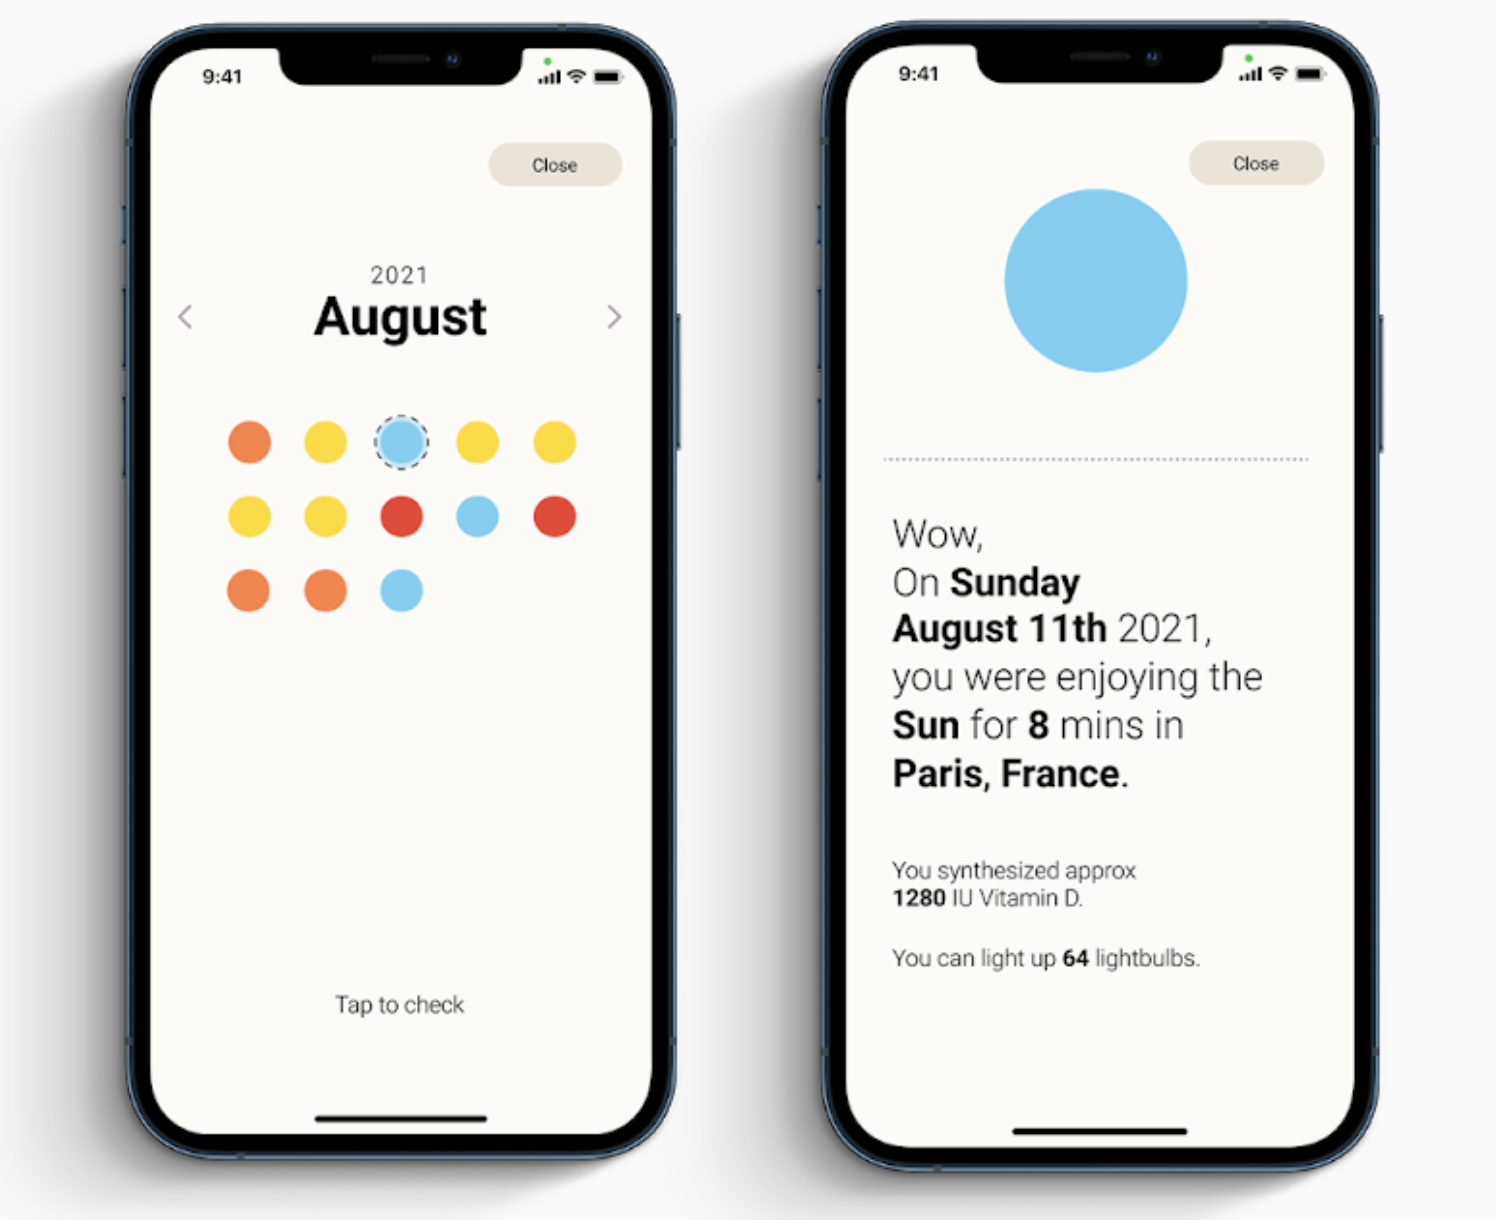 9:41
Close
2021
August
Tap to check
9:41
Close
Wow,
On Sunday
August 11th 2021,
you were enjoying the
Sun for 8 mins in
Paris, France.
You synthesized approx
1280 IU Vitamin D.
You can light up 64 lightbulbs.